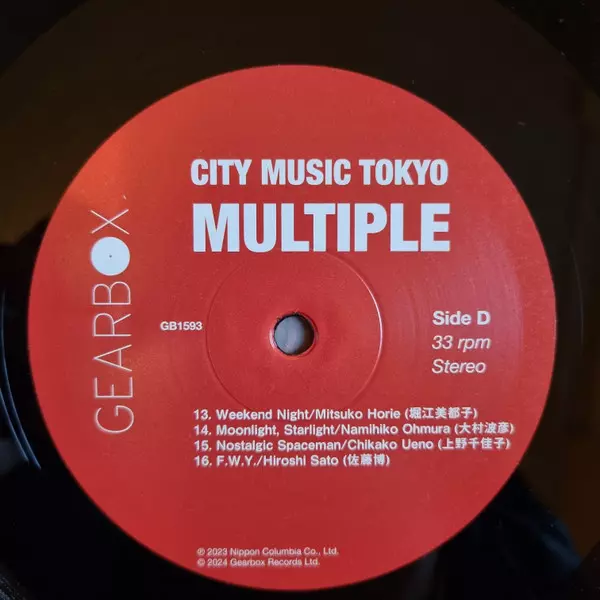 CITY MUSIC TOKYO
MULTIPLE
GEARBOX
GB1593
Side D
33 rpm
Stereo
13. Weekend Night/Mitsuko Horie (堀江美都子)
14. Moonlight, Starlight/Namihiko Ohmura (大村波彦)
15. Nostalgic Spaceman/Chikako Ueno (上野千佳子)
16. F.W.Y./Hiroshi Sato (佐藤博)
℗ 2023 Nippon Columbia Co., Ltd.
© 2024 Gearbox Records Ltd.